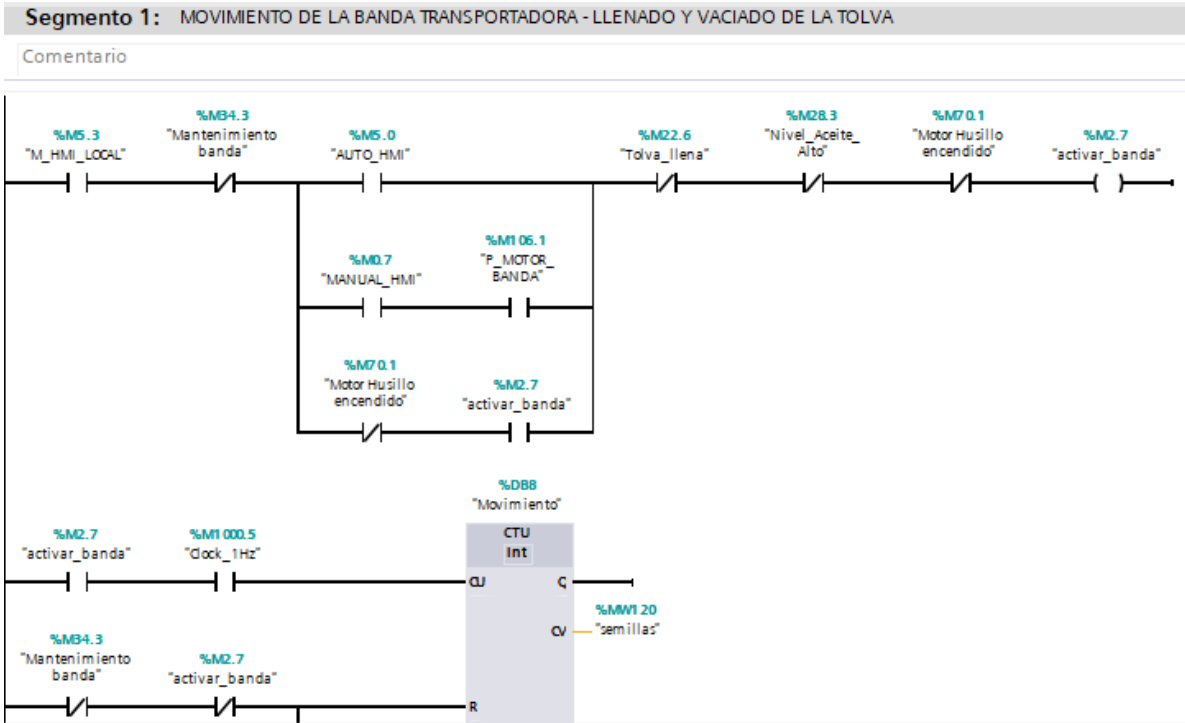 Segmento 1: MOVIMIENTO DE LA BANDA TRANSPORTADORA - LLENADO Y VACIADO DE LA TOLVA
Comentario
%M5.3
"M_HMI_LOCAL"
%M34.3
"Mantenimiento
banda"
%M5.0
"AUTO_HMI"
%M22.6
"Tolva_llena"
%M28.3
"Nivel_Aceite_
Alto"
%M70.1
"Motor Husillo
encendido"
%M2.7
"activar_banda"
%M0.7
"MANUAL_HMI"
%M106.1
"P_MOTOR_
BANDA"
%M70.1
"Motor Husillo
encendido"
%M2.7
"activar_banda"
%DB8
"Movimiento"
%M2.7
"activar_banda"
%M1000.5
"Clock_1Hz"
CTU
Int
CU
Q
%MW120
CV
"semillas"
%M34.3
"Mantenimiento
banda"
%M2.7
"activar_banda"
R